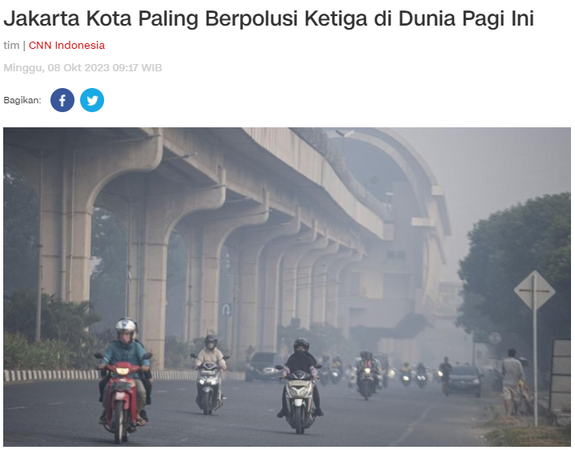 Jakarta Kota Paling Berpolusi Ketiga di Dunia Pagi Ini
tim | CNN Indonesia
Minggu, 08 Okt 2023 09:17 WIB
Bagikan: